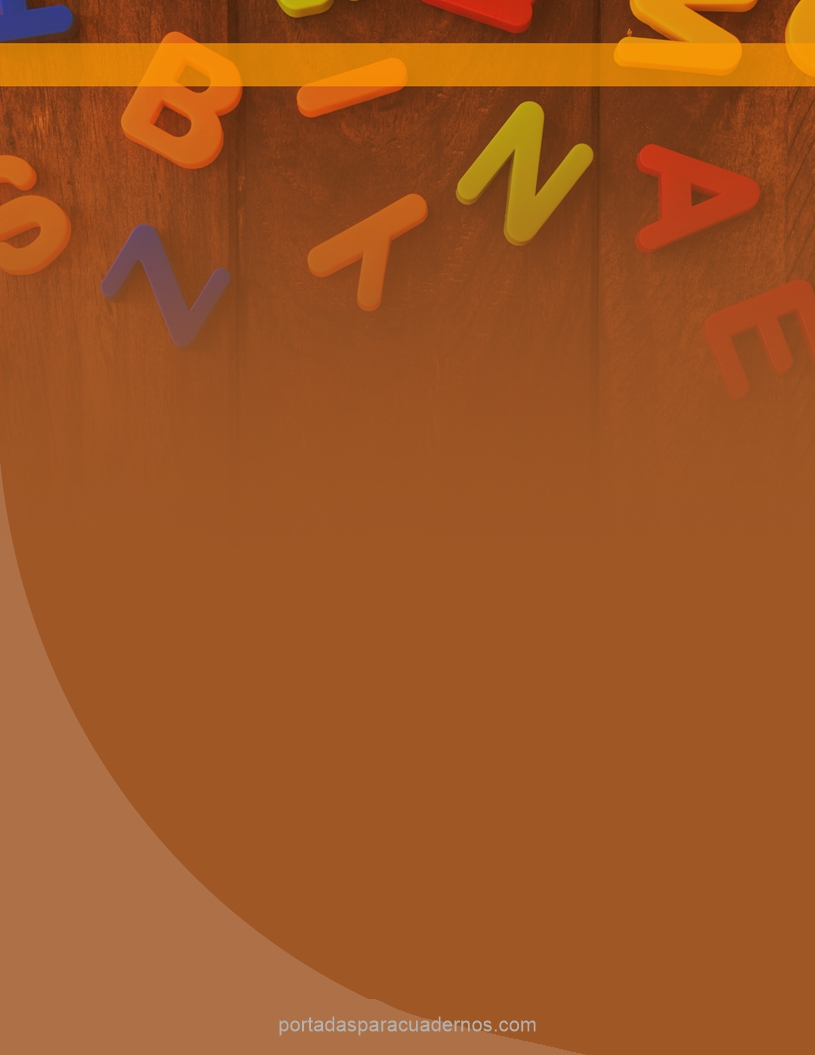 B I N A
S N Y E
portadasparacuadernos.com